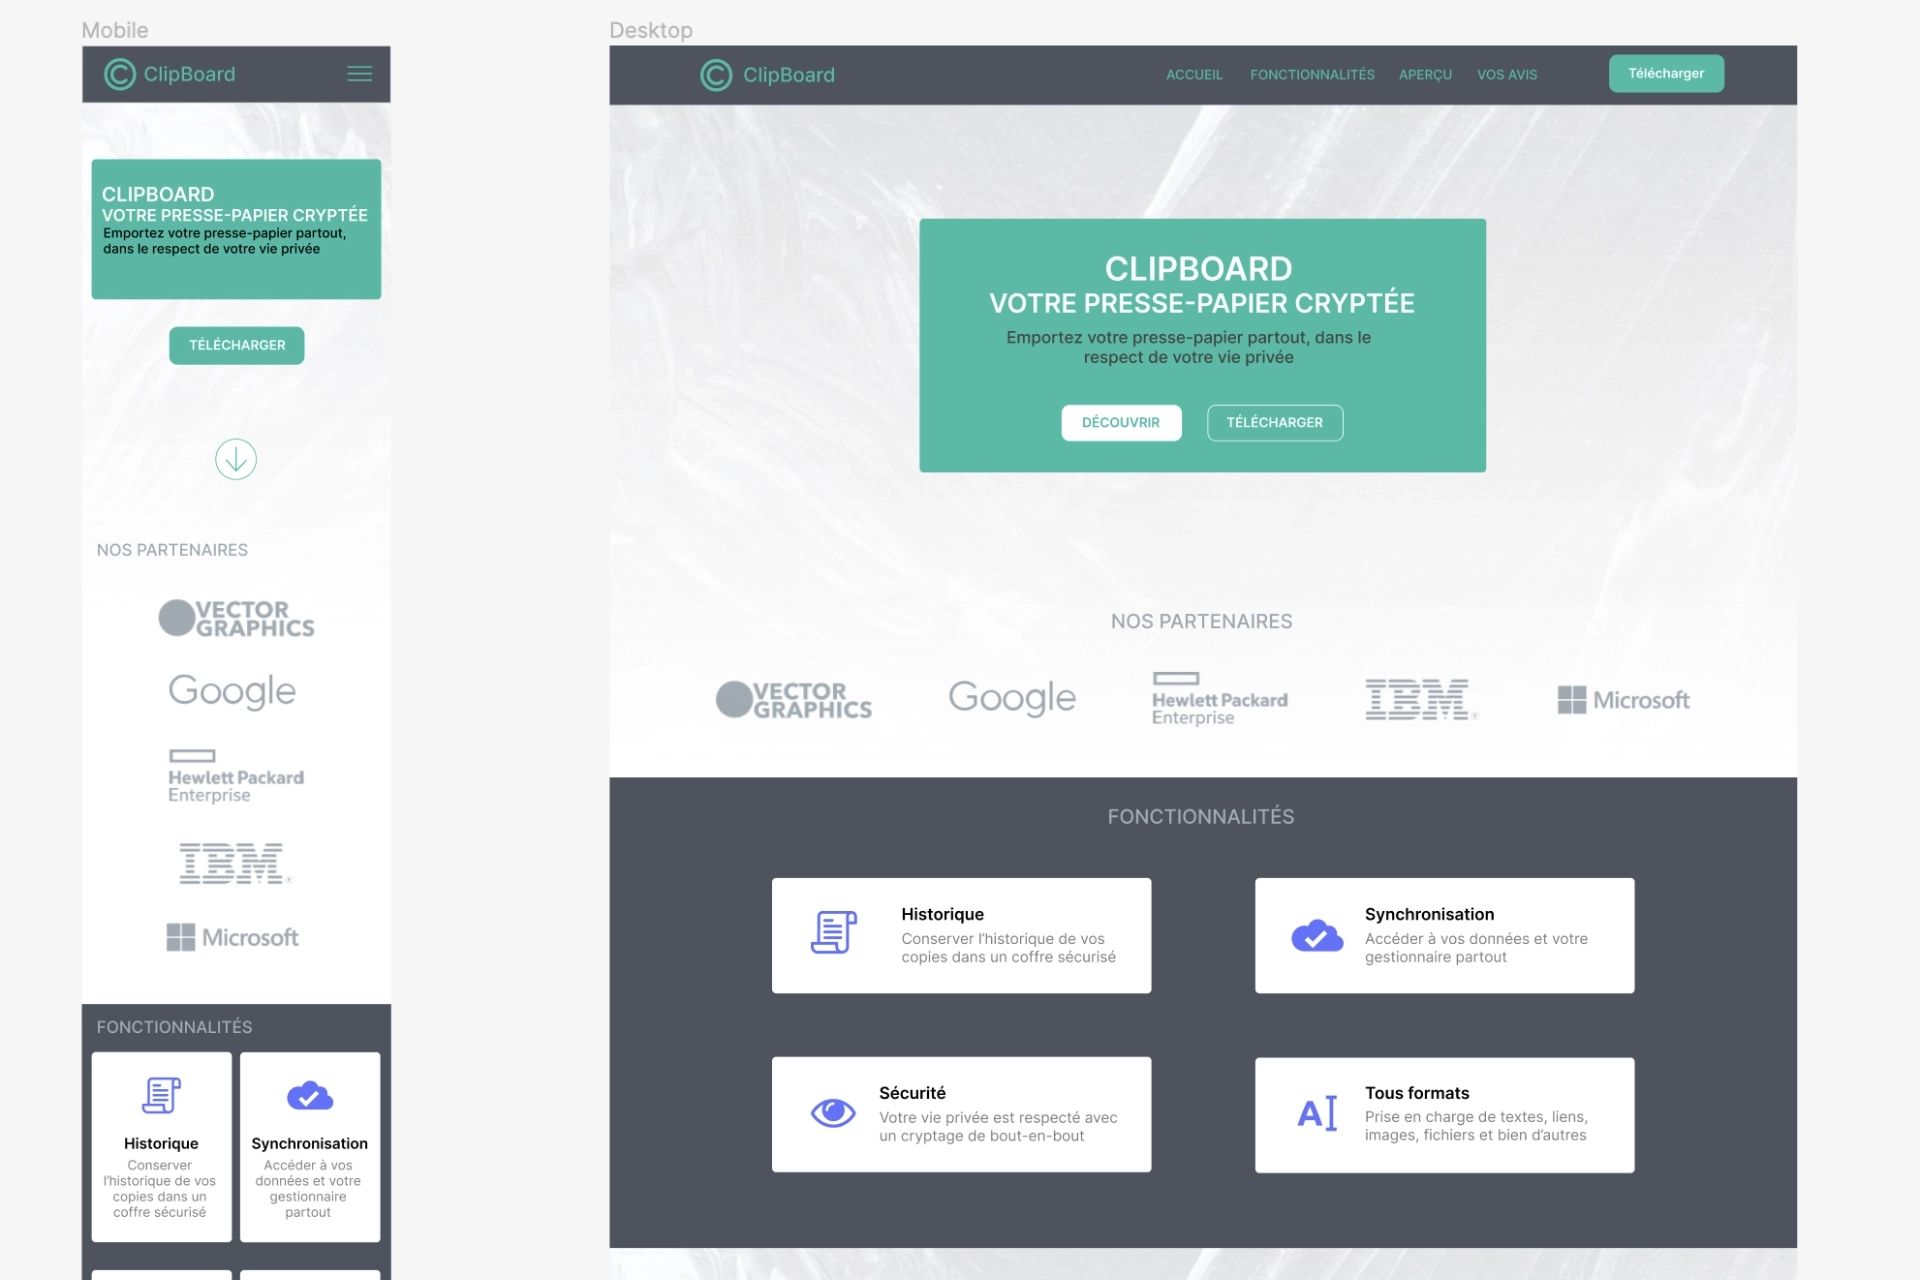 Mobile
ClipBoard
CLIPBOARD
VOTRE PRESSE-PAPIER CRYPTÉE
Emportez votre presse-papier partout,
dans le respect de votre vie privée
TÉLÉCHARGER
NOS PARTENAIRES
VECTOR
GRAPHICS
Google
Hewlett Packard
Enterprise
IBM
Microsoft
FONCTIONNALITÉS
Historique
Conserver
l’historique de vos
copies dans un
coffre sécurisé
Synchronisation
Accéder à vos
données et votre
gestionnaire
partout
Desktop
ClipBoard
ACCUEIL
FONCTIONNALITÉS
APERÇU
VOS AVIS
Télécharger
CLIPBOARD
VOTRE PRESSE-PAPIER CRYPTÉE
Emportez votre presse-papier partout, dans le
respect de votre vie privée
DÉCOUVRIR
TÉLÉCHARGER
NOS PARTENAIRES
VECTOR
GRAPHICS
Google
Hewlett Packard
Enterprise
IBM
Microsoft
FONCTIONNALITÉS
Historique
Conserver l’historique de vos
copies dans un coffre sécurisé
Synchronisation
Accéder à vos données et votre
gestionnaire partout
Sécurité
Votre vie privée est respecté avec
un cryptage de bout-en-bout
Tous formats
Prise en charge de textes, liens,
images, fichiers et bien d’autres